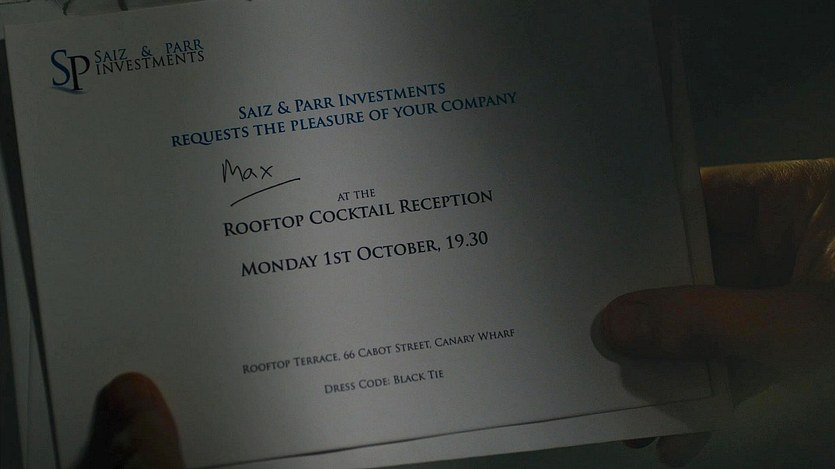 SP SAIZ & PARR
INVESTMENTS
SAIZ & PARR INVESTMENTS
REQUESTS THE PLEASURE OF YOUR COMPANY
Max
AT THE
ROOFTOP COCKTAIL RECEPTION
MONDAY 1ST OCTOBER, 19.30
ROOFTOP TERRACE, 66 CABOT STREET, CANARY WHARF
DRESS CODE: BLACK TIE